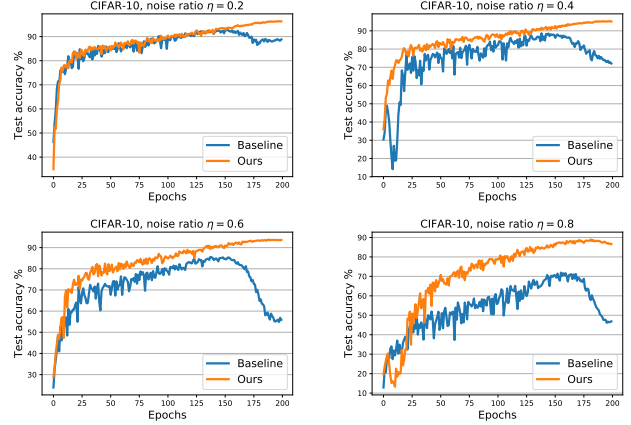 CIFAR-10, noise ratio η = 0.2
Test accuracy %
90
80
70
60
50
40
Baseline
Ours
0 25 50 75 100 125 150 175 200
Epochs
CIFAR-10, noise ratio η = 0.4
Test accuracy %
90
80
70
60
50
40
30
20
10
Baseline
Ours
0 25 50 75 100 125 150 175 200
Epochs
CIFAR-10, noise ratio η = 0.6
Test accuracy %
90
80
70
60
50
40
30
Baseline
Ours
0 25 50 75 100 125 150 175 200
Epochs
CIFAR-10, noise ratio η = 0.8
Test accuracy %
90
80
70
60
50
40
30
20
10
Baseline
Ours
0 25 50 75 100 125 150 175 200
Epochs